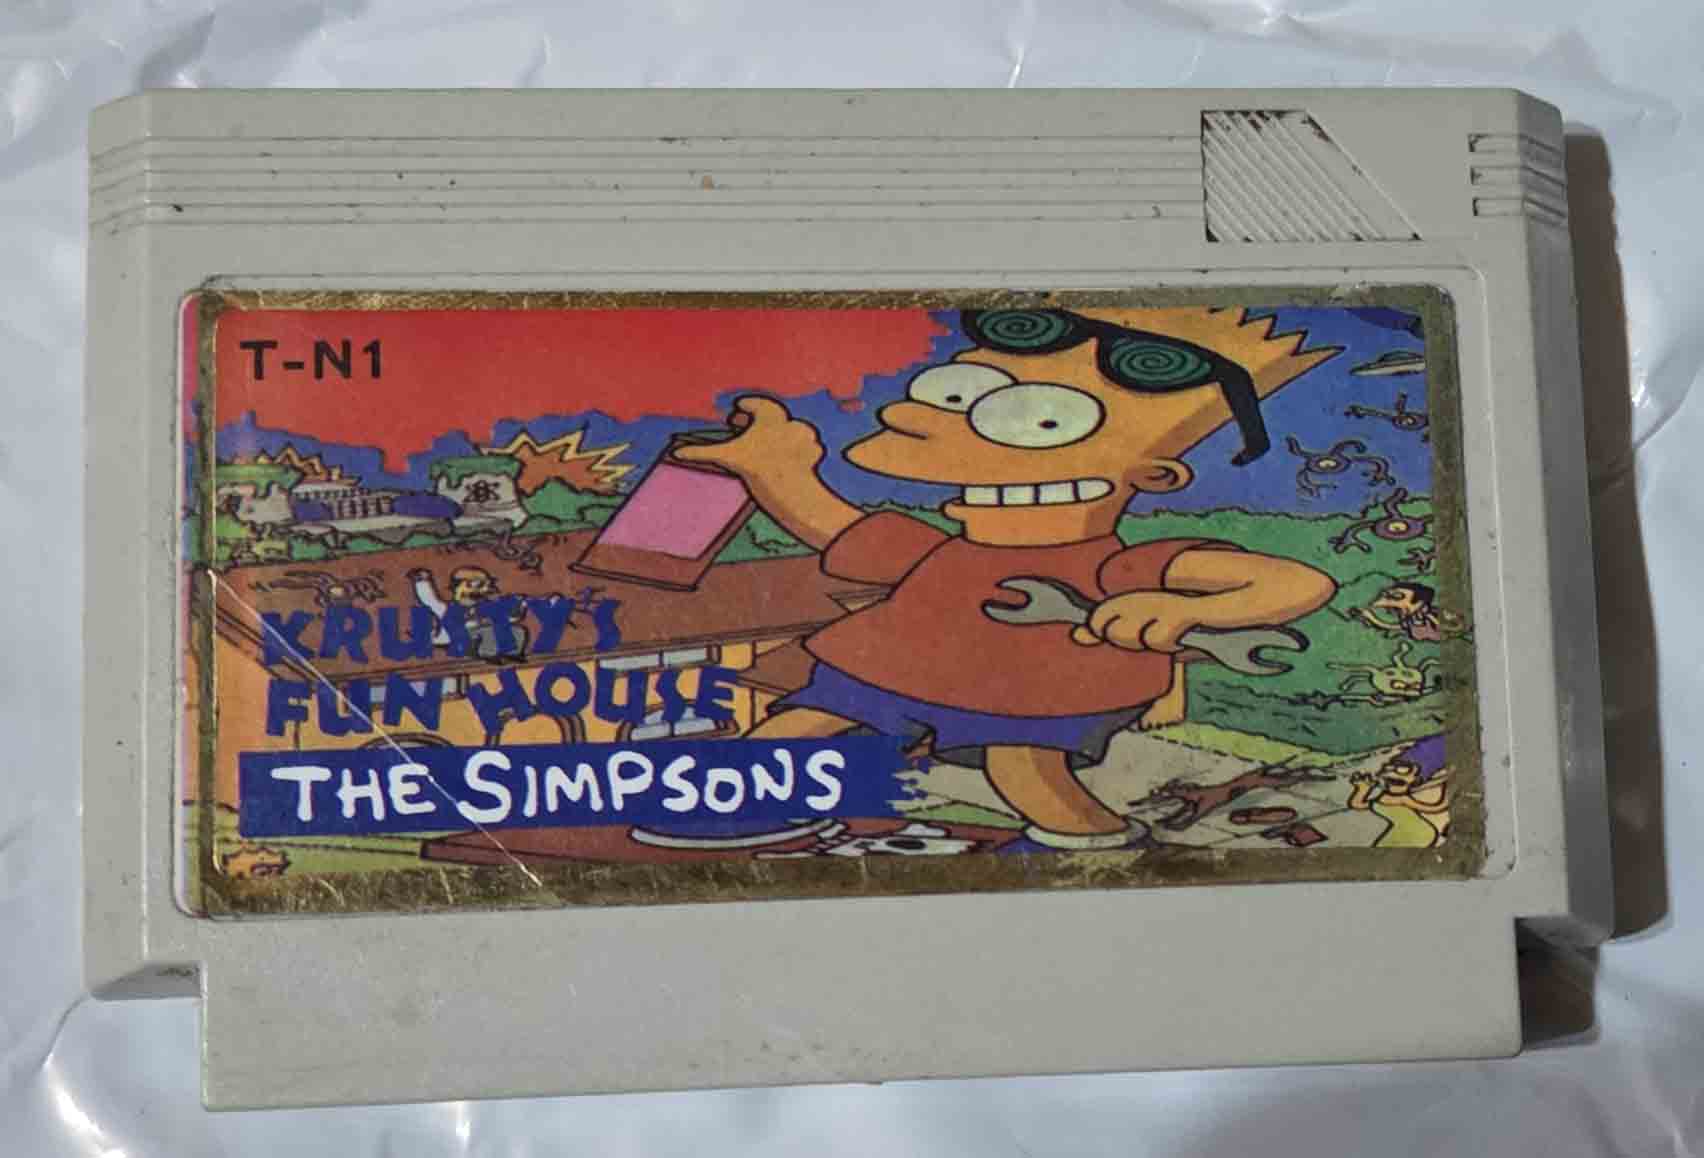 T-N1
KRUSTY'S
FUN HOUSE
THE SIMPSONS